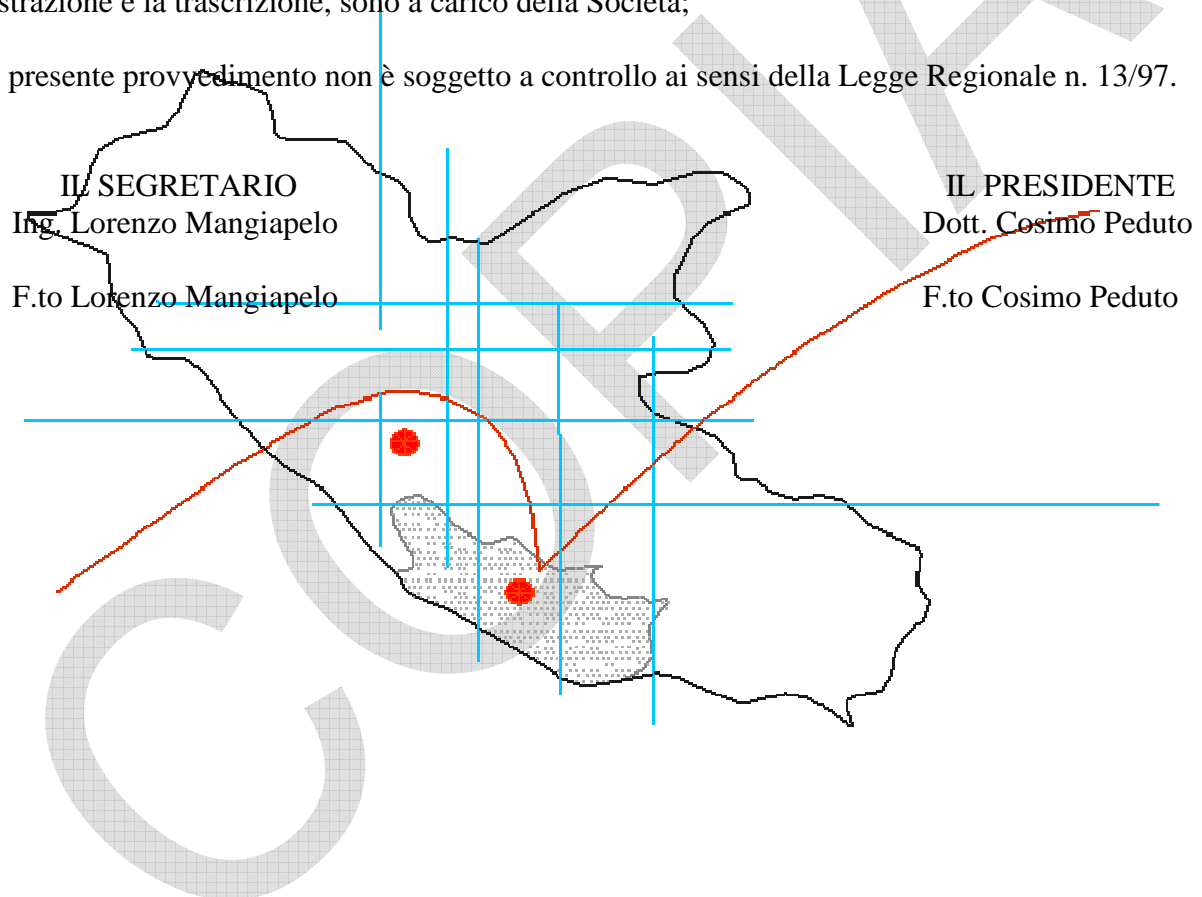 strazione e la trascrizione, sono a carico della Società;
presente provvedimento non è soggetto a controllo ai sensi della Legge Regionale n. 13/97.
IL SEGRETARIO IL PRESIDENTE
Ing. Lorenzo Mangiapelo Dott. Cosimo Peduto
F.to Lorenzo Mangiapelo F.to Cosimo Peduto
COPIA